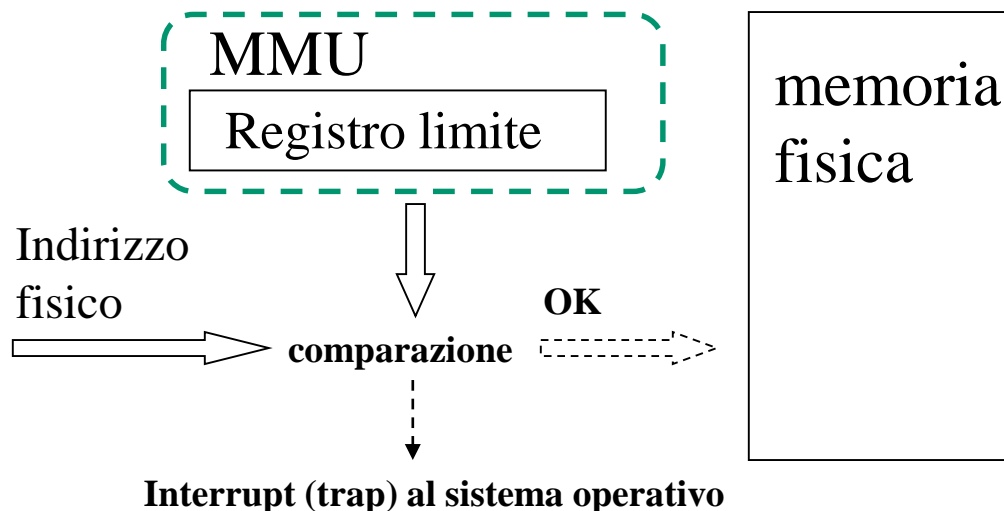 MMU
Registro limite
memoria
fisica
Indirizzo
fisico
OK
comparazione
Interrupt (trap) al sistema operativo